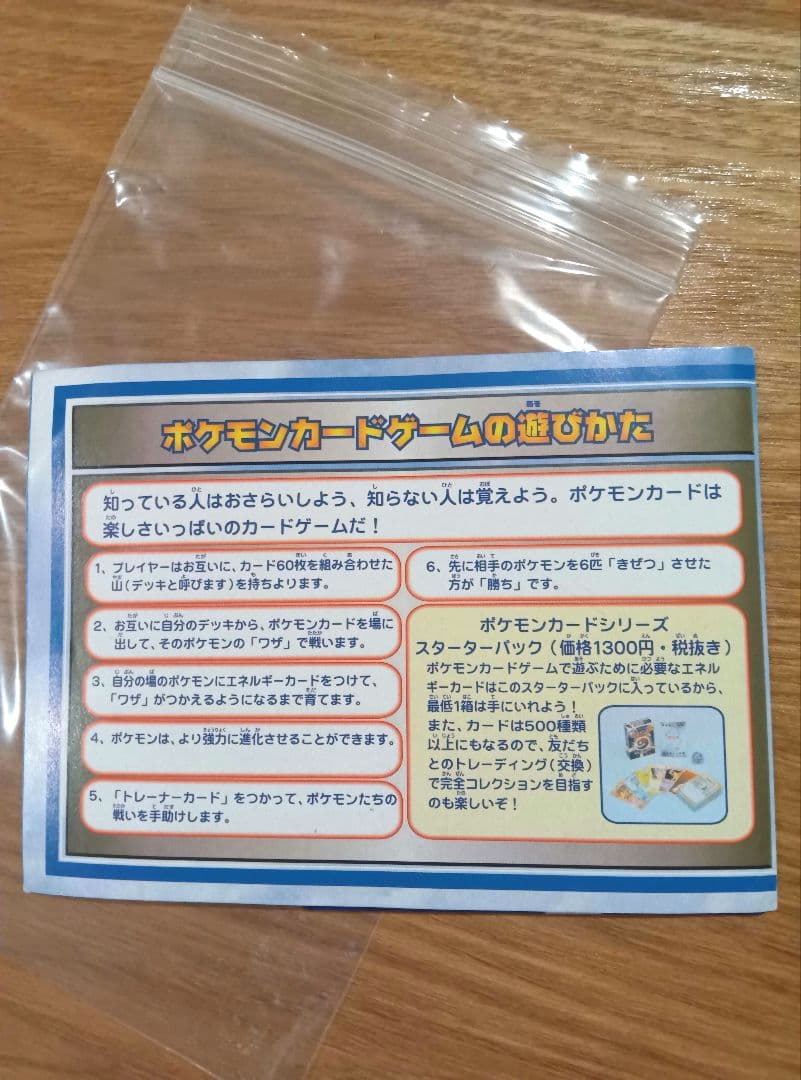 ポケモンカードゲームの遊びかた
知っている人はおさらいしよう、知らない人は覚えよう。ポケモンカードは
楽しさいっぱいのカードゲームだ！
1、プレイヤーはお互いに、カード60枚を組み合わせた
山（デッキと呼びます）を持ちよります。
2、お互いに自分のデッキから、ポケモンカードを場に
出して、そのポケモンの「ワザ」で戦います。
3、自分の場のポケモンにエネルギーカードをつけて、
「ワザ」がつかえるようになるまで育てます。
4、ポケモンは、より強力に進化させることができます。
5、「トレーナーカード」をつかって、ポケモンたちの
戦いを手助けします。
6、先に相手のポケモンを6匹「きぜつ」させた
方が「勝ち」です。
ポケモンカードシリーズ
スターターパック（価格1300円・税抜き）
ポケモンカードゲームで遊ぶために必要なエネル
ギーカードはこのスターターパックに入っているから、
最低1箱は手にいれよう！
また、カードは500種類
以上にもなるので、友だち
とのトレーディング（交換）
で完全コレクションを目指す
のも楽しいぞ！